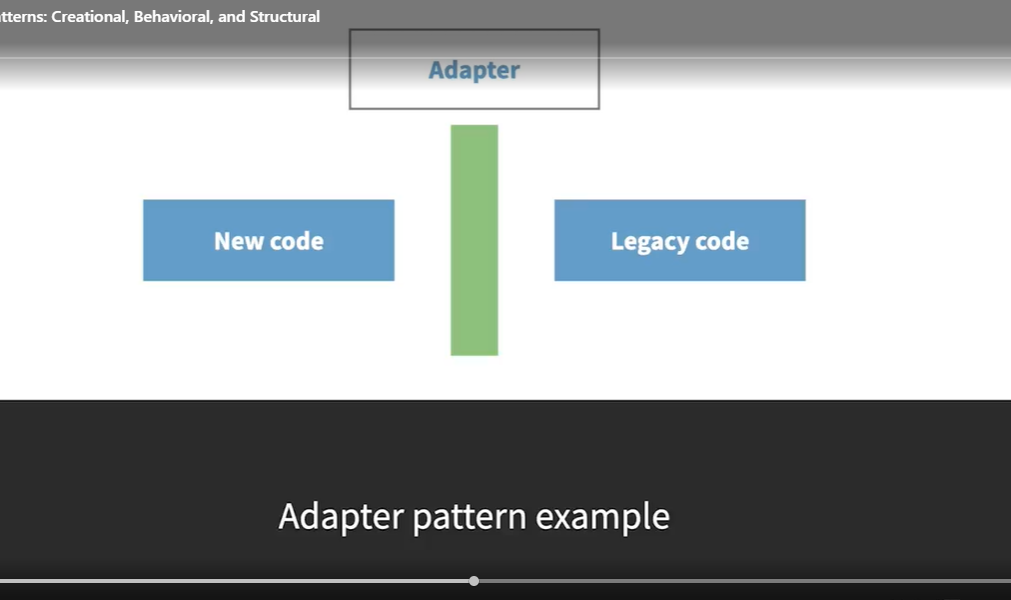 tterns: Creational, Behavioral, and Structural
Adapter
New code
Legacy code
Adapter pattern example